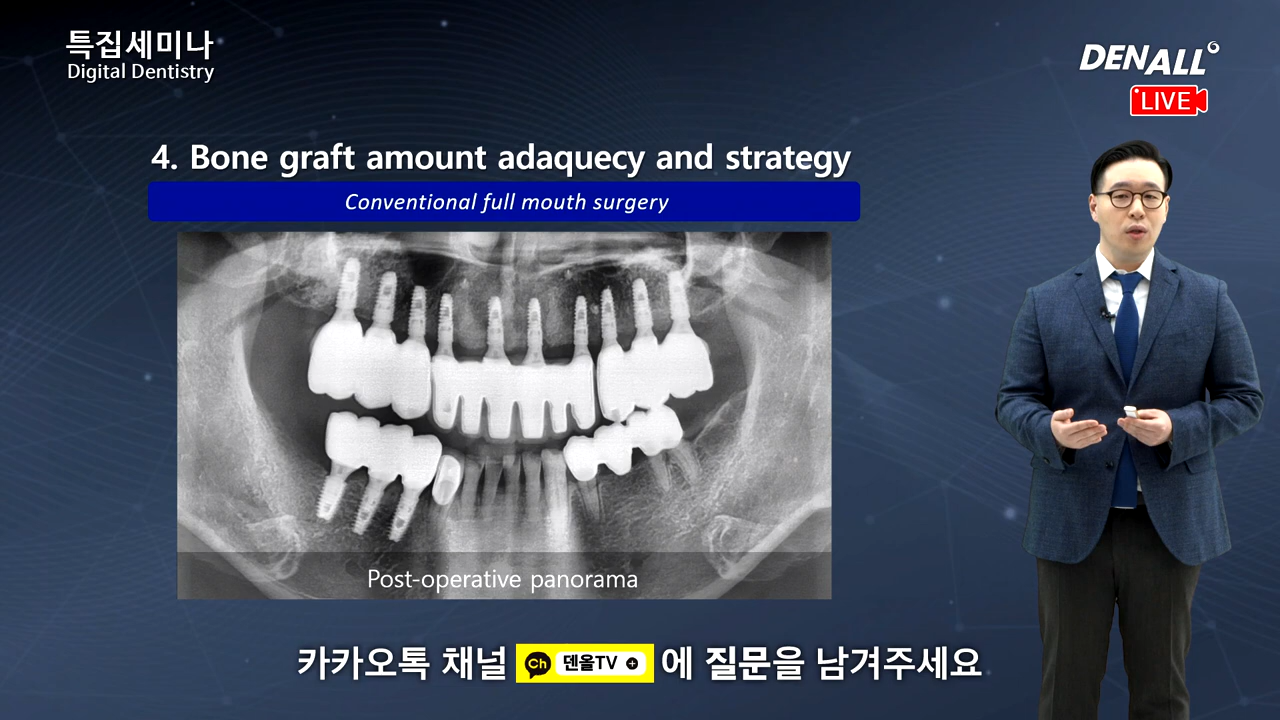 특집세미나
Digital Dentistry
DENALL
LIVE
4. Bone graft amount adaquecy and strategy
Conventional full mouth surgery
Post-operative panorama
카카오톡 채널 Ch 덴올TV + 에 질문을 남겨주세요